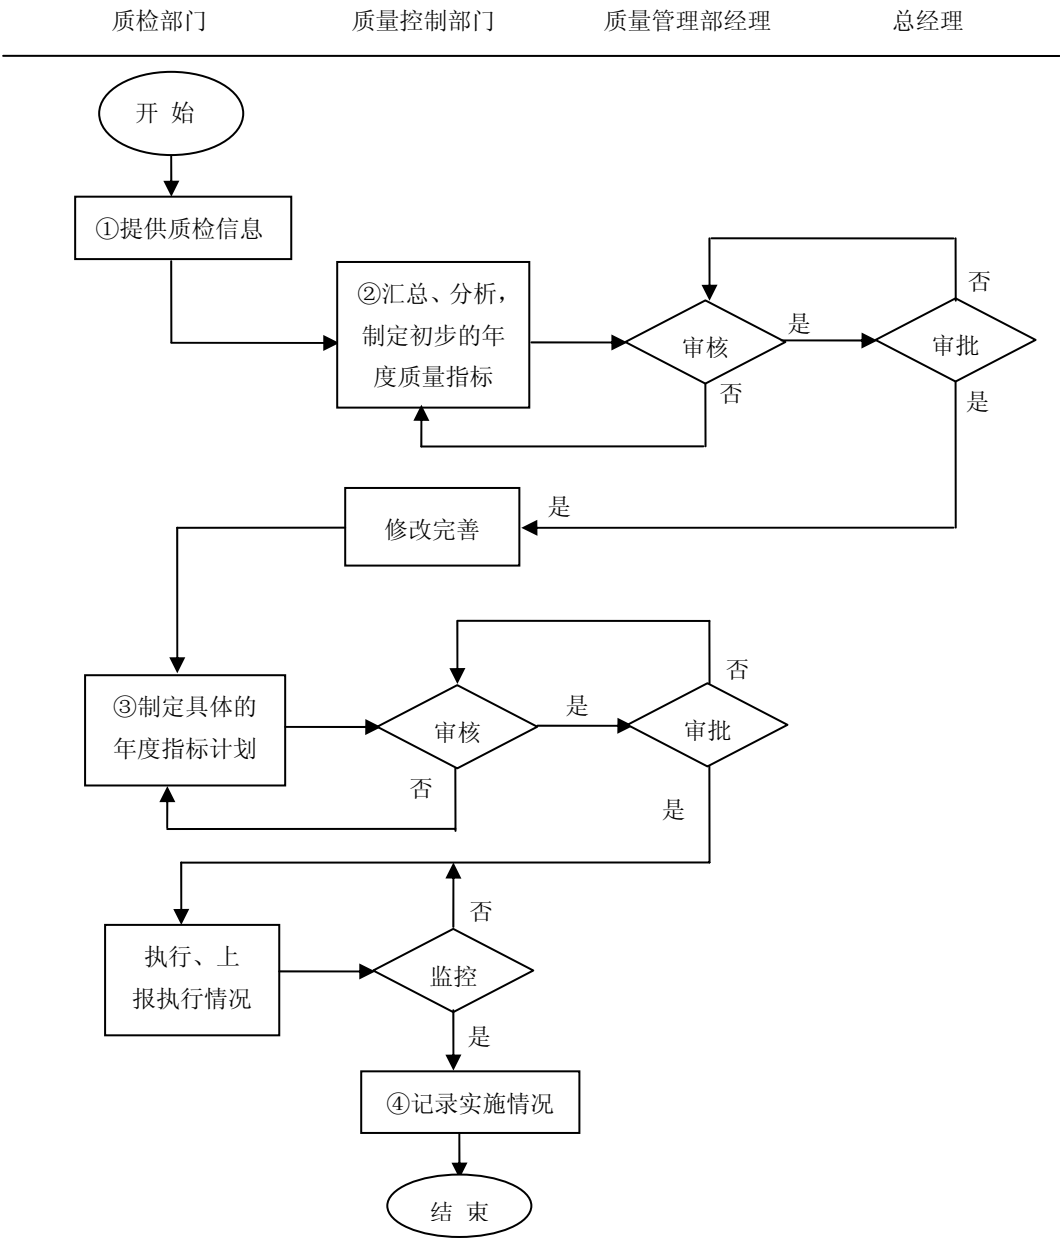 质检部门 质量控制部门 质量管理部经理 总经理
开 始
①提供质检信息
②汇总、分析，
制定初步的年
度质量指标
审核
是
否
审批
否
是
修改完善
是
③制定具体的
年度指标计划
审核
是
否
审批
否
是
执行、上
报执行情况
监控
否
是
④记录实施情况
结 束